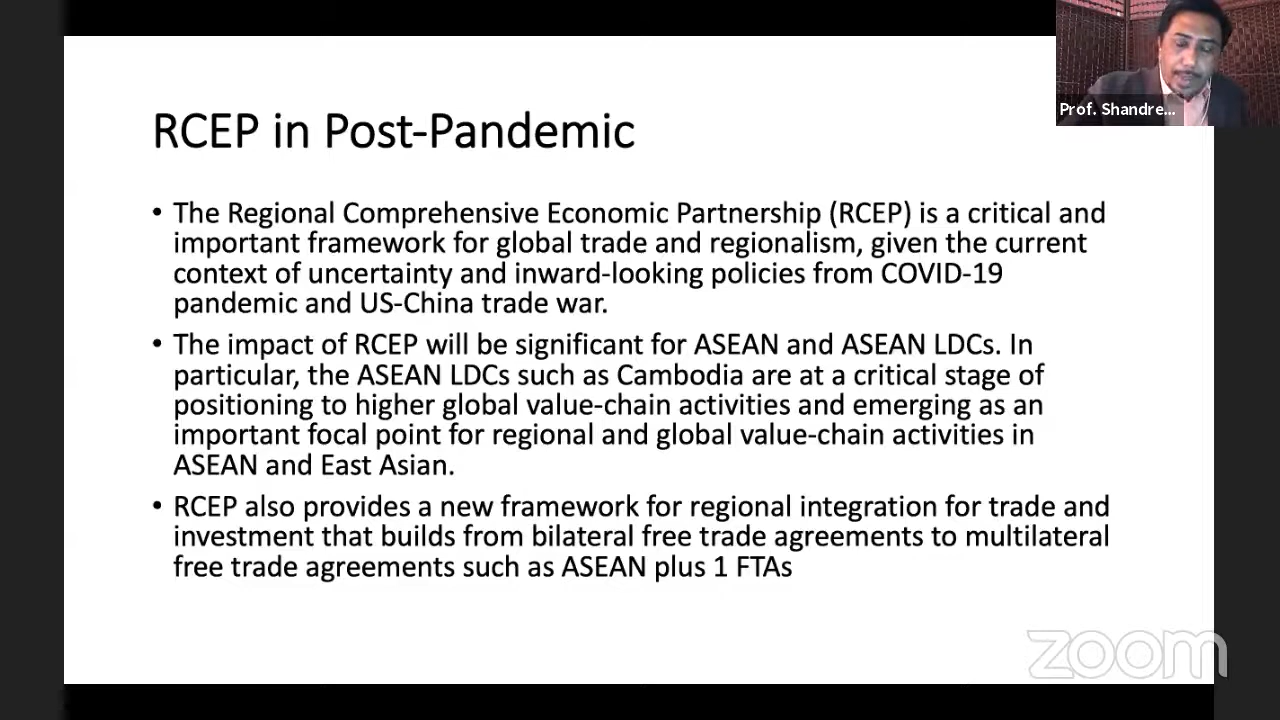 RCEP in Post-Pandemic
• The Regional Comprehensive Economic Partnership (RCEP) is a critical and
important framework for global trade and regionalism, given the current
context of uncertainty and inward-looking policies from COVID-19
pandemic and US-China trade war.
• The impact of RCEP will be significant for ASEAN and ASEAN LDCs. In
particular, the ASEAN LDCs such as Cambodia are at a critical stage of
positioning to higher global value-chain activities and emerging as an
important focal point for regional and global value-chain activities in
ASEAN and East Asian.
• RCEP also provides a new framework for regional integration for trade and
investment that builds from bilateral free trade agreements to multilateral
free trade agreements such as ASEAN plus 1 FTAs
Prof. Shandre...
zoom